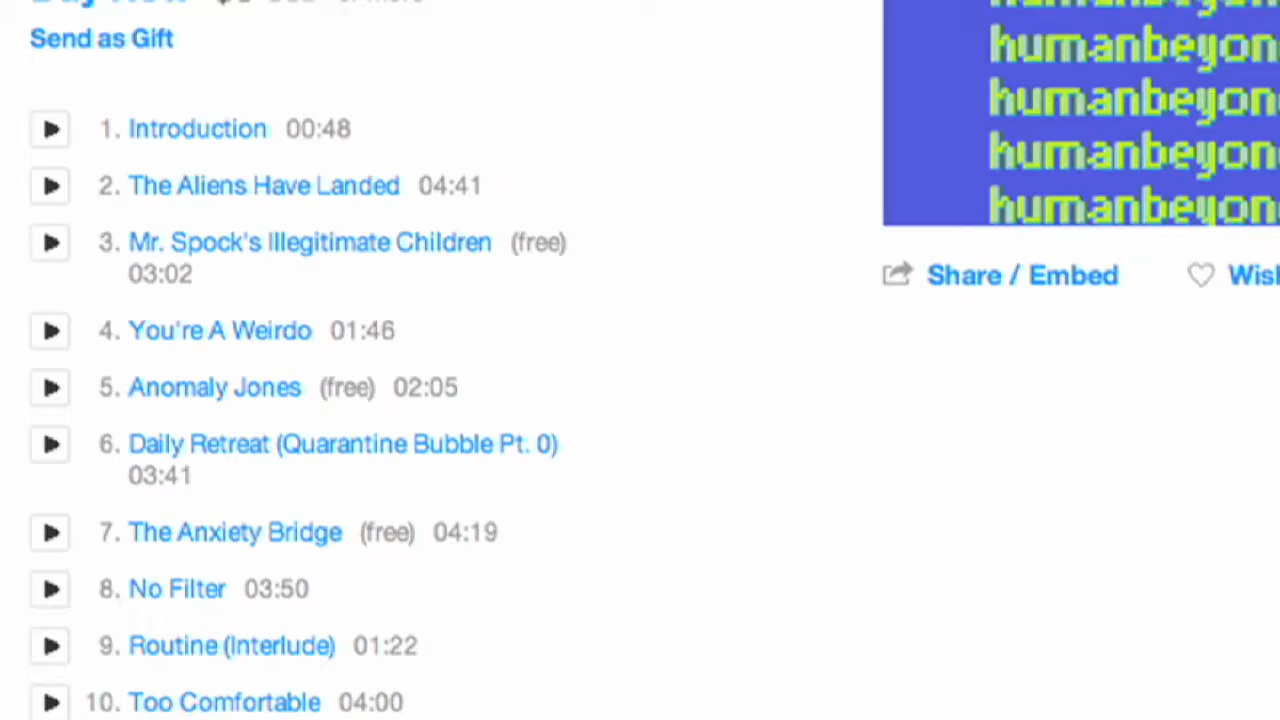 Send as Gift
1. Introduction 00:48
2. The Aliens Have Landed 04:41
3. Mr. Spock's Illegitimate Children (free)
03:02
4. You're A Weirdo 01:46
5. Anomaly Jones (free) 02:05
6. Daily Retreat (Quarantine Bubble Pt. 0)
03:41
7. The Anxiety Bridge (free) 04:19
8. No Filter 03:50
9. Routine (Interlude) 01:22
10. Too Comfortable 04:00
humanbeyon
humanbeyon
humanbeyon
humanbeyon
Share / Embed